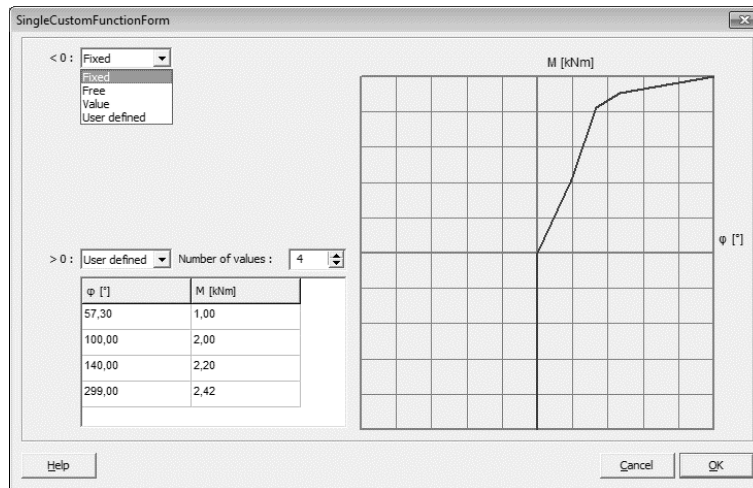 SingleCustomFunctionForm
< 0 : Fixed
Fixed
Free
Value
User defined
M [kNm]
φ [°]
> 0 : User defined Number of values : 4
φ [°] M [kNm]
57,30 1,00
100,00 2,00
140,00 2,20
299,00 2,42
Help Cancel OK